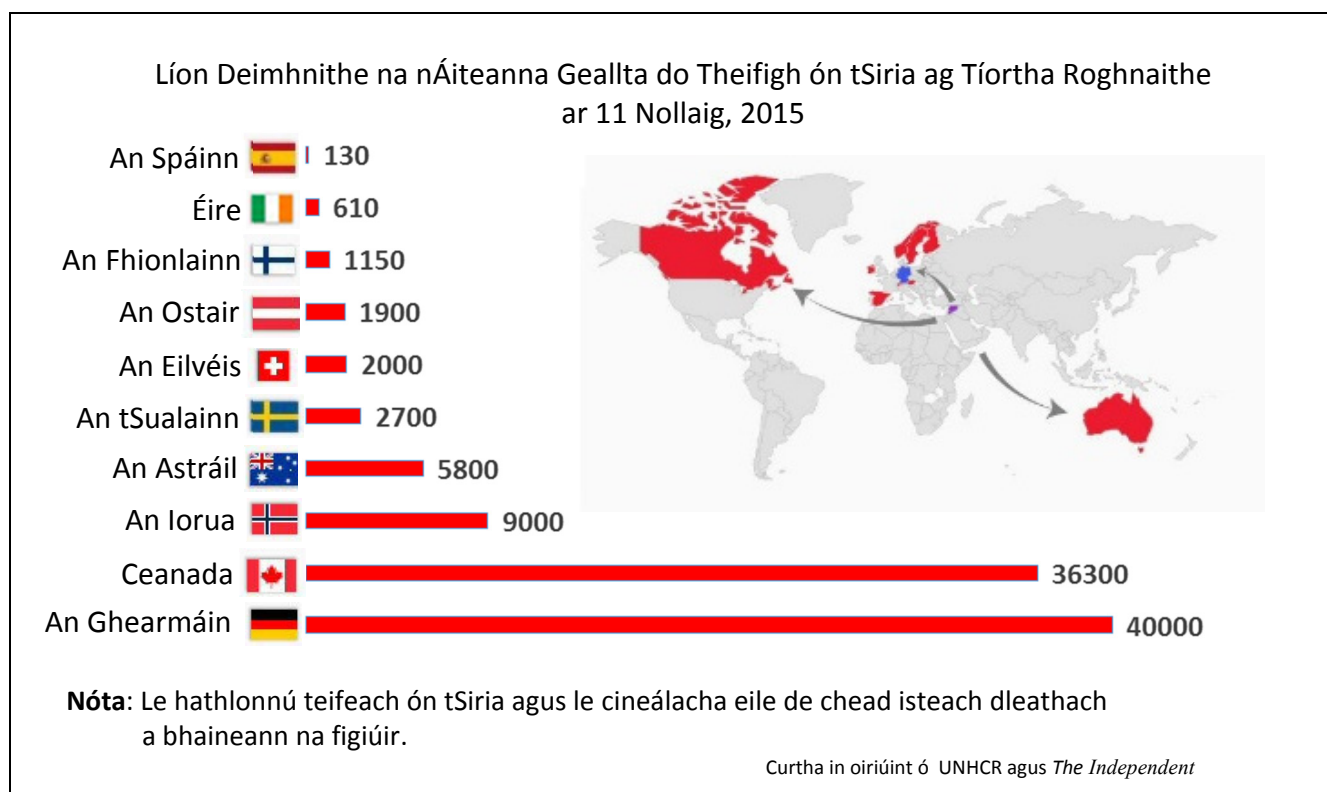 Líon Deimhnithe na nÁiteanna Geallta do Theifigh ón tSiria ag Tíortha Roghnaithe
ar 11 Nollaig, 2015
An Spáinn 130
Éire 610
An Fhionlainn 1150
An Ostair 1900
An Eilvéis 2000
An tSualainn 2700
An Astráil 5800
An Iorua 9000
Ceanada 36300
An Ghearmáin 40000
Nóta: Le hathlonnú teifeach ón tSiria agus le cineálacha eile de chead isteach dleathach
a bhaineann na figiúir.
Curtha in oiriúint ó UNHCR agus The Independent